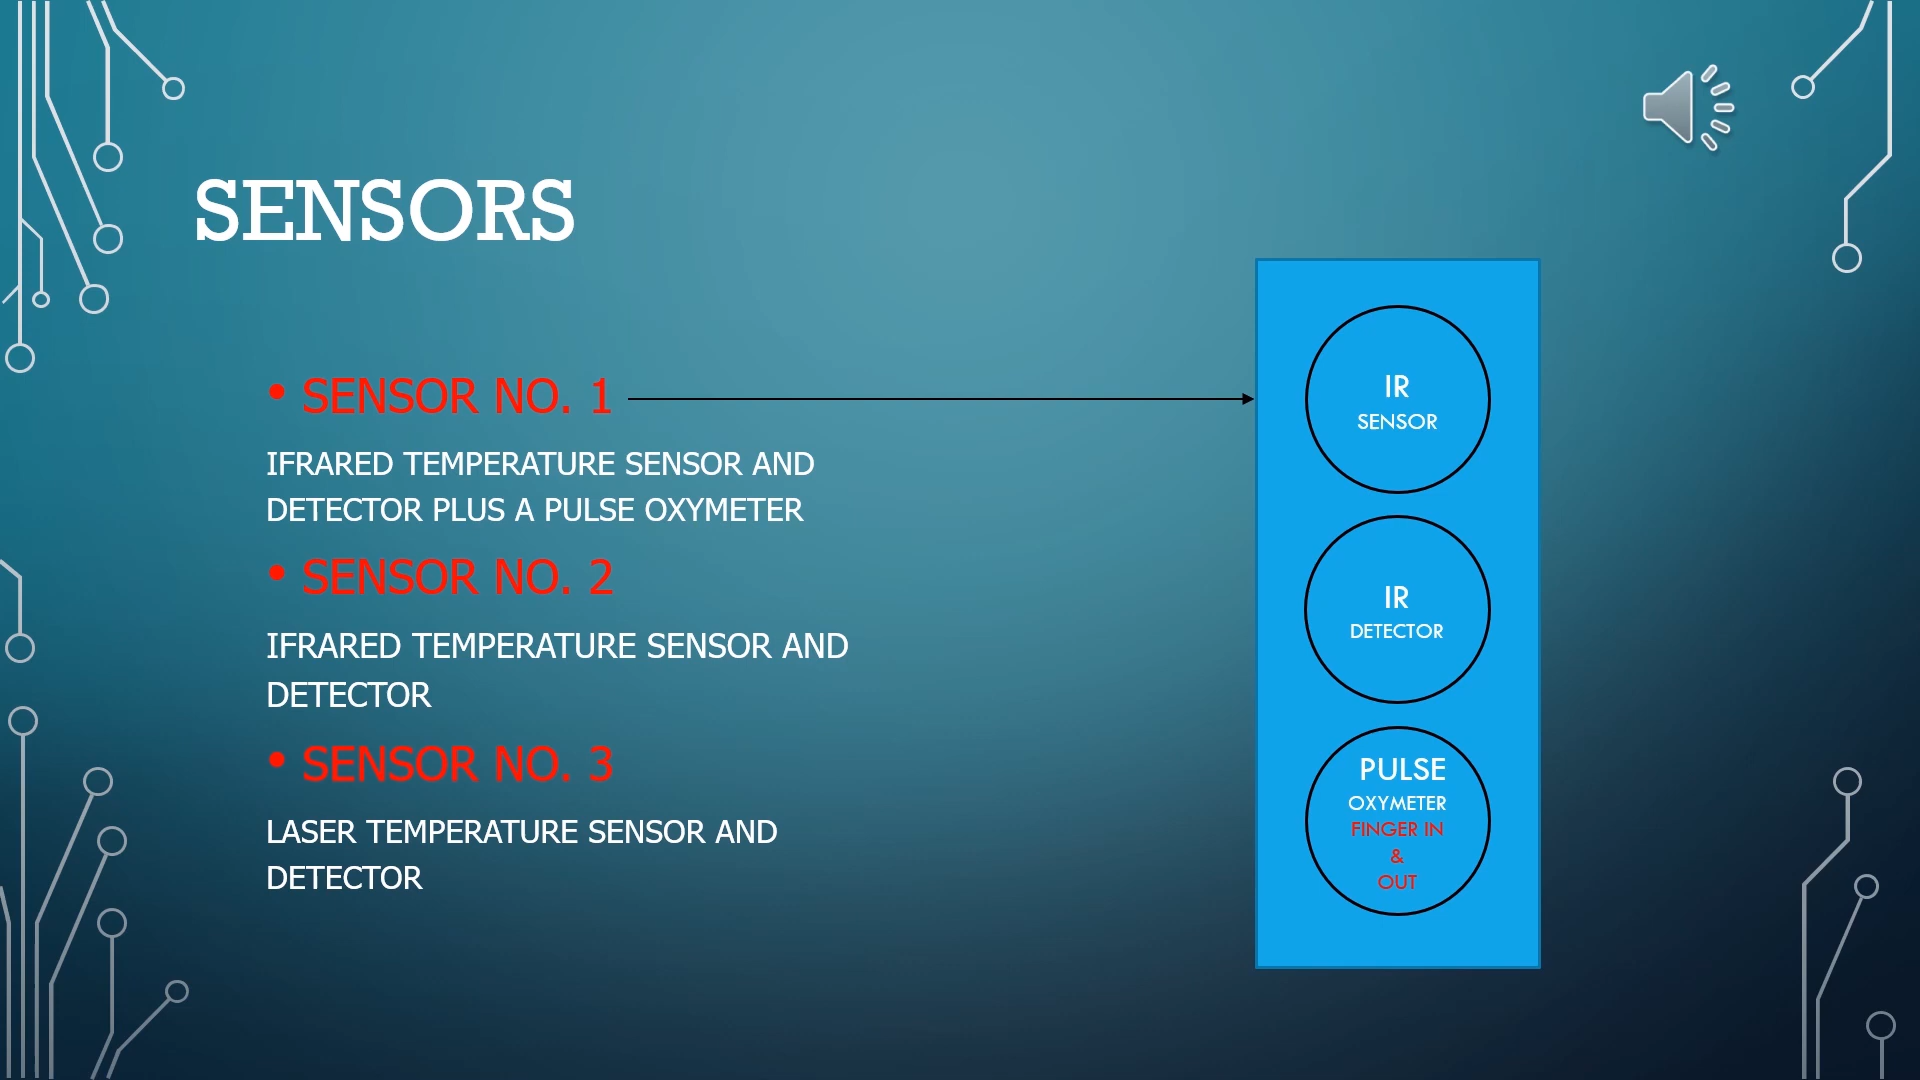 SENSORS
• SENSOR NO. 1
IFRARED TEMPERATURE SENSOR AND
DETECTOR PLUS A PULSE OXYMETER
• SENSOR NO. 2
IFRARED TEMPERATURE SENSOR AND
DETECTOR
• SENSOR NO. 3
LASER TEMPERATURE SENSOR AND
DETECTOR
IR
SENSOR
IR
DETECTOR
PULSE
OXYMETER
FINGER IN
&
OUT